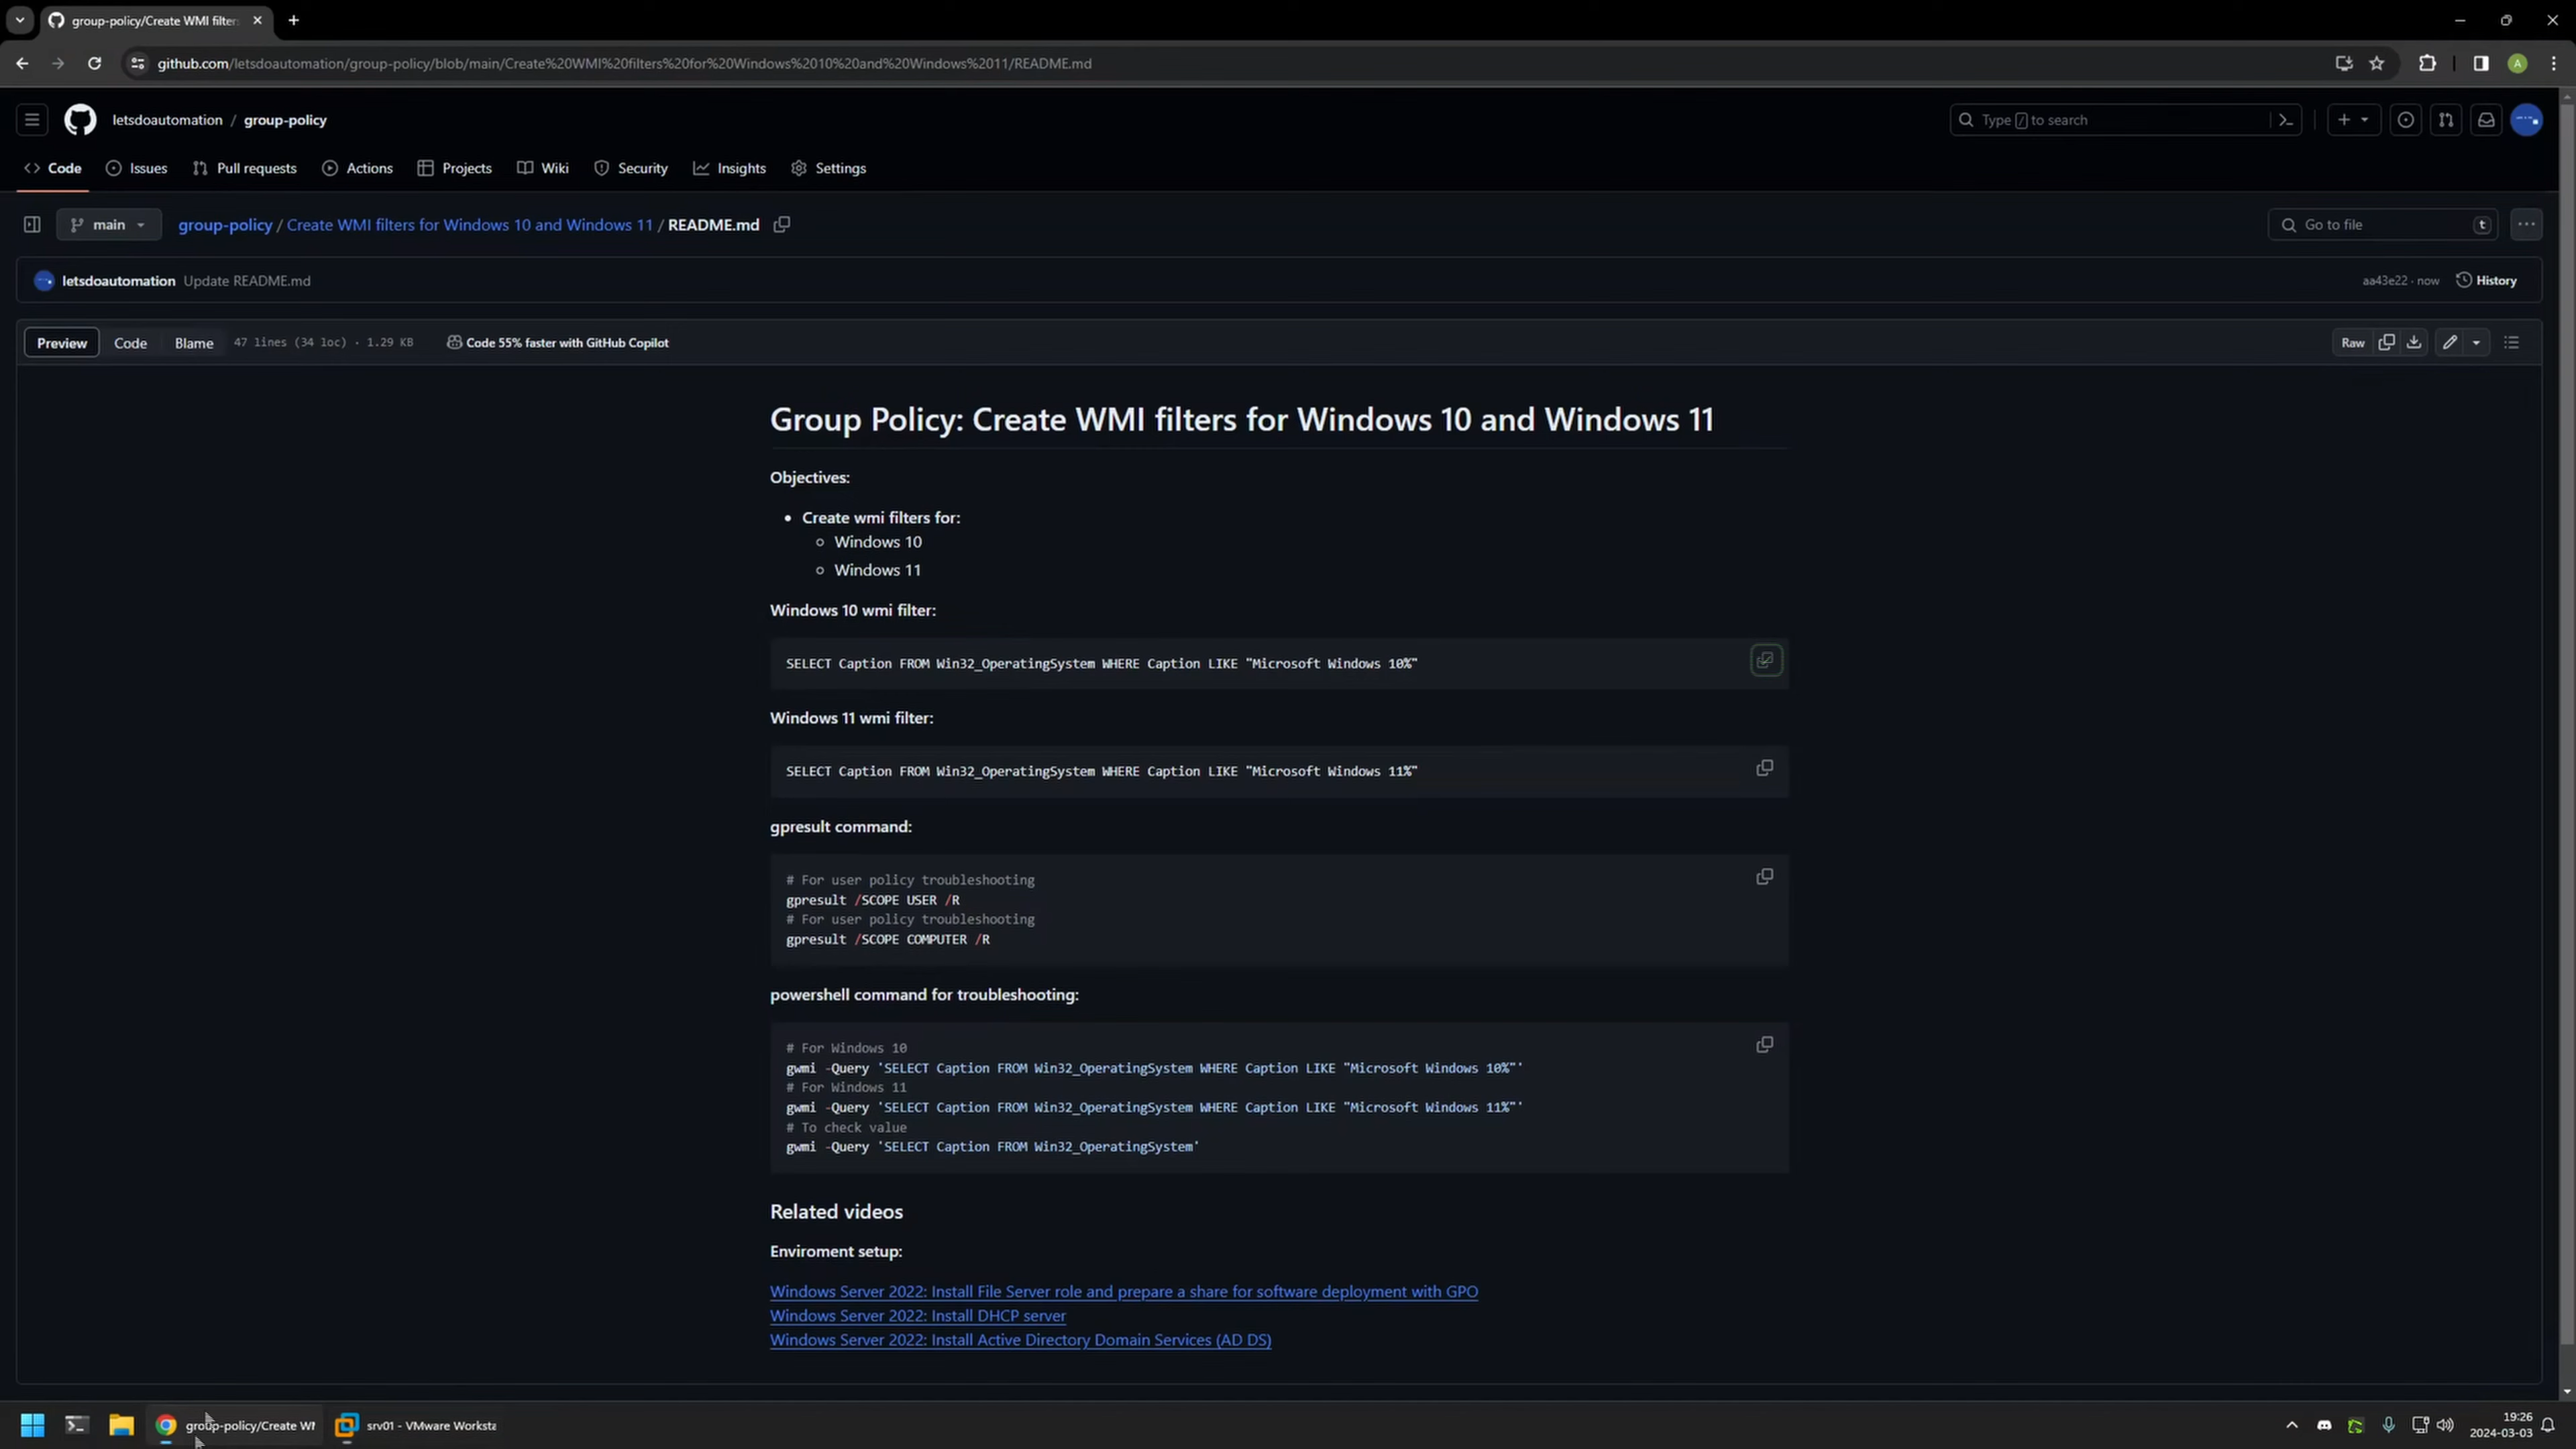 group-policy/Create WMI filters
github.com/letsdoautomation/group-policy/blob/main/Create%20WMI%20filters%20for%20Windows%2010%20and%20Windows%2011/README.md
A
letsdoautomation / group-policy
Type / to search
Code Issues Pull requests Actions Projects Wiki Security Insights Settings
main
group-policy / Create WMI filters for Windows 10 and Windows 11 / README.md
Go to file t
letsdoautomation Update README.md
aa43e22 · now History
Preview Code Blame 47 lines (34 loc) · 1.29 KB Code 55% faster with GitHub Copilot
Raw
Group Policy: Create WMI filters for Windows 10 and Windows 11
Objectives:
• Create wmi filters for:
Windows 10
Windows 11
Windows 10 wmi filter:
SELECT Caption FROM Win32_OperatingSystem WHERE Caption LIKE "Microsoft Windows 10%"
Windows 11 wmi filter:
SELECT Caption FROM Win32_OperatingSystem WHERE Caption LIKE "Microsoft Windows 11%"
gpresult command:
# For user policy troubleshooting
gpresult /SCOPE USER /R
# For user policy troubleshooting
gpresult /SCOPE COMPUTER /R
powershell command for troubleshooting:
# For Windows 10
gwmi -Query 'SELECT Caption FROM Win32_OperatingSystem WHERE Caption LIKE "Microsoft Windows 10%"'
# For Windows 11
gwmi -Query 'SELECT Caption FROM Win32_OperatingSystem WHERE Caption LIKE "Microsoft Windows 11%"'
# To check value
gwmi -Query 'SELECT Caption FROM Win32_OperatingSystem'
Related videos
Enviroment setup:
Windows Server 2022: Install File Server role and prepare a share for software deployment with GPO
Windows Server 2022: Install DHCP server
Windows Server 2022: Install Active Directory Domain Services (AD DS)
group-policy/Create WM
srv01 - VMware Worksta
19:26
2024-03-03